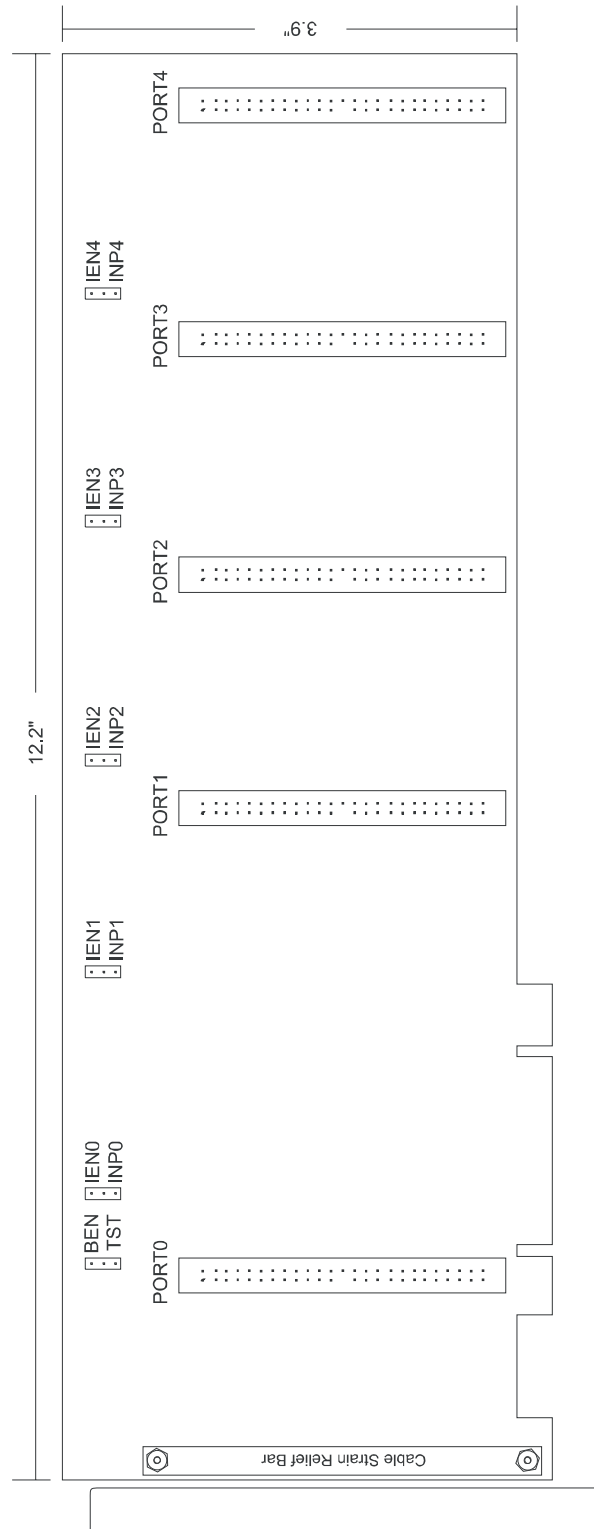 3.9"
PORT4
IEN4
INP4
PORT3
IEN3
INP3
PORT2
12.2"
IEN2
INP2
PORT1
IEN1
INP1
IEN0
INP0
BEN
TST
PORT0
Cable Strain Relief Bar